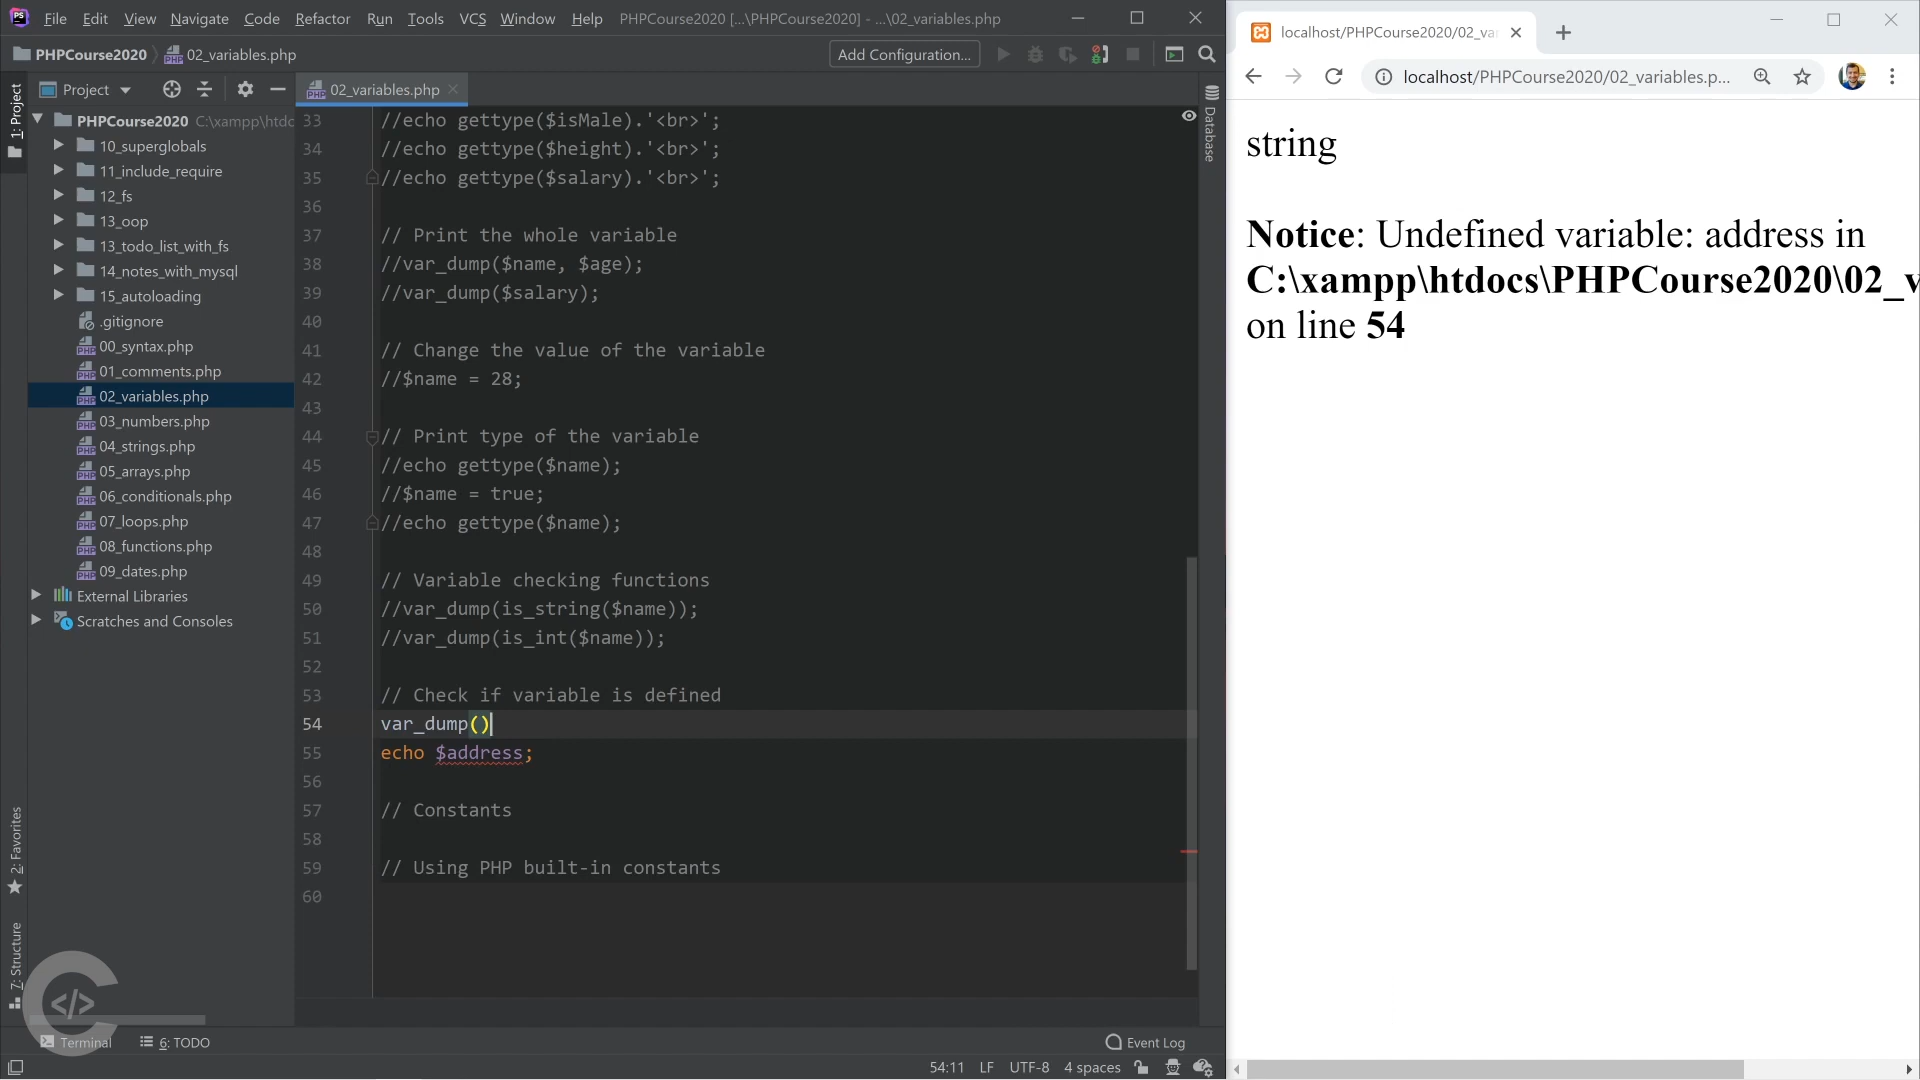 File Edit View Navigate Code Refactor Run Tools VCS Window Help PHPCourse2020 [...\PHPCourse2020] - ...\02_variables.php
PHPCourse2020 02_variables.php Add Configuration...
Project 02_variables.php
1: Project
PHPCourse2020 C:\xampp\htdc
10_superglobals
11_include_require
12_fs
13_oop
13_todo_list_with_fs
14_notes_with_mysql
15_autoloading
.gitignore
00_syntax.php
01_comments.php
02_variables.php
03_numbers.php
04_strings.php
05_arrays.php
06_conditionals.php
07_loops.php
08_functions.php
09_dates.php
External Libraries
Scratches and Consoles
2: Favorites
7: Structure
33 //echo gettype($isMale).'<br>';
34 //echo gettype($height).'<br>';
35 //echo gettype($salary).'<br>';
36
37 // Print the whole variable
38 //var_dump($name, $age);
39 //var_dump($salary);
40
41 // Change the value of the variable
42 //$name = 28;
43
44 // Print type of the variable
45 //echo gettype($name);
46 //$name = true;
47 //echo gettype($name);
48
49 // Variable checking functions
50 //var_dump(is_string($name));
51 //var_dump(is_int($name));
52
53 // Check if variable is defined
54 var_dump()
55 echo $address;
56
57 // Constants
58
59 // Using PHP built-in constants
60
Database
Terminal 6: TODO Event Log
54:11 LF UTF-8 4 spaces
localhost/PHPCourse2020/02_va
localhost/PHPCourse2020/02_variables.p...
string
Notice: Undefined variable: address in
C:\xampp\htdocs\PHPCourse2020\02_v
on line 54